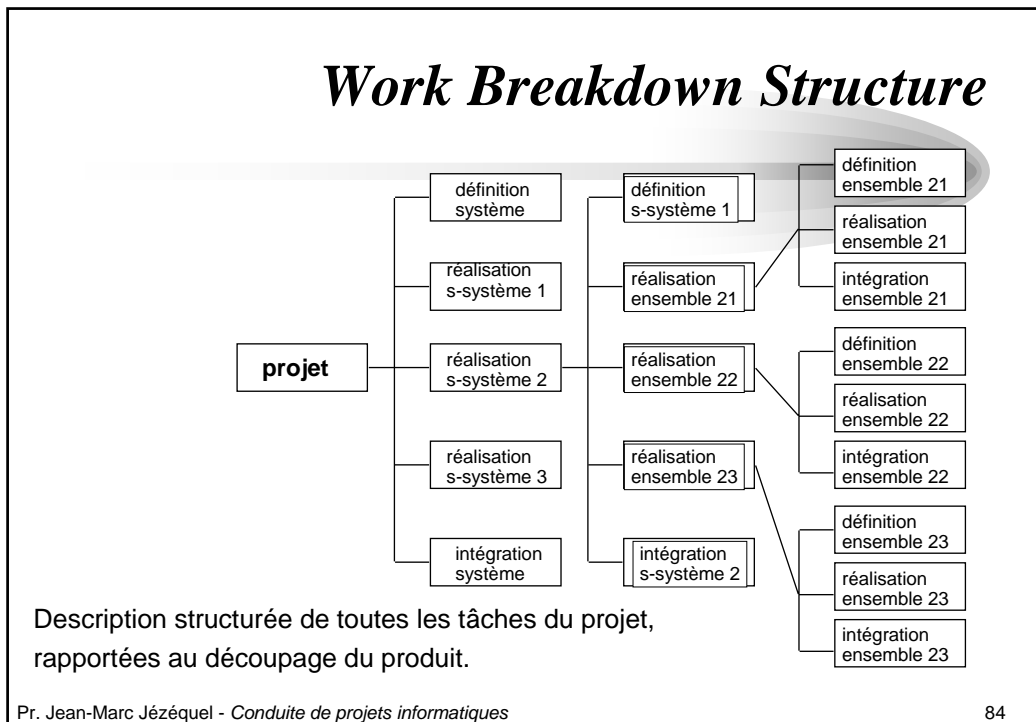 Work Breakdown Structure
projet
définition
système
réalisation
s-système 1
réalisation
s-système 2
réalisation
s-système 3
intégration
système
définition
s-système 1
réalisation
ensemble 21
réalisation
ensemble 22
réalisation
ensemble 23
intégration
s-système 2
définition
ensemble 21
réalisation
ensemble 21
intégration
ensemble 21
définition
ensemble 22
réalisation
ensemble 22
intégration
ensemble 22
définition
ensemble 23
réalisation
ensemble 23
intégration
ensemble 23
Description structurée de toutes les tâches du projet,
rapportées au découpage du produit.
Pr. Jean-Marc Jézéquel - Conduite de projets informatiques 84